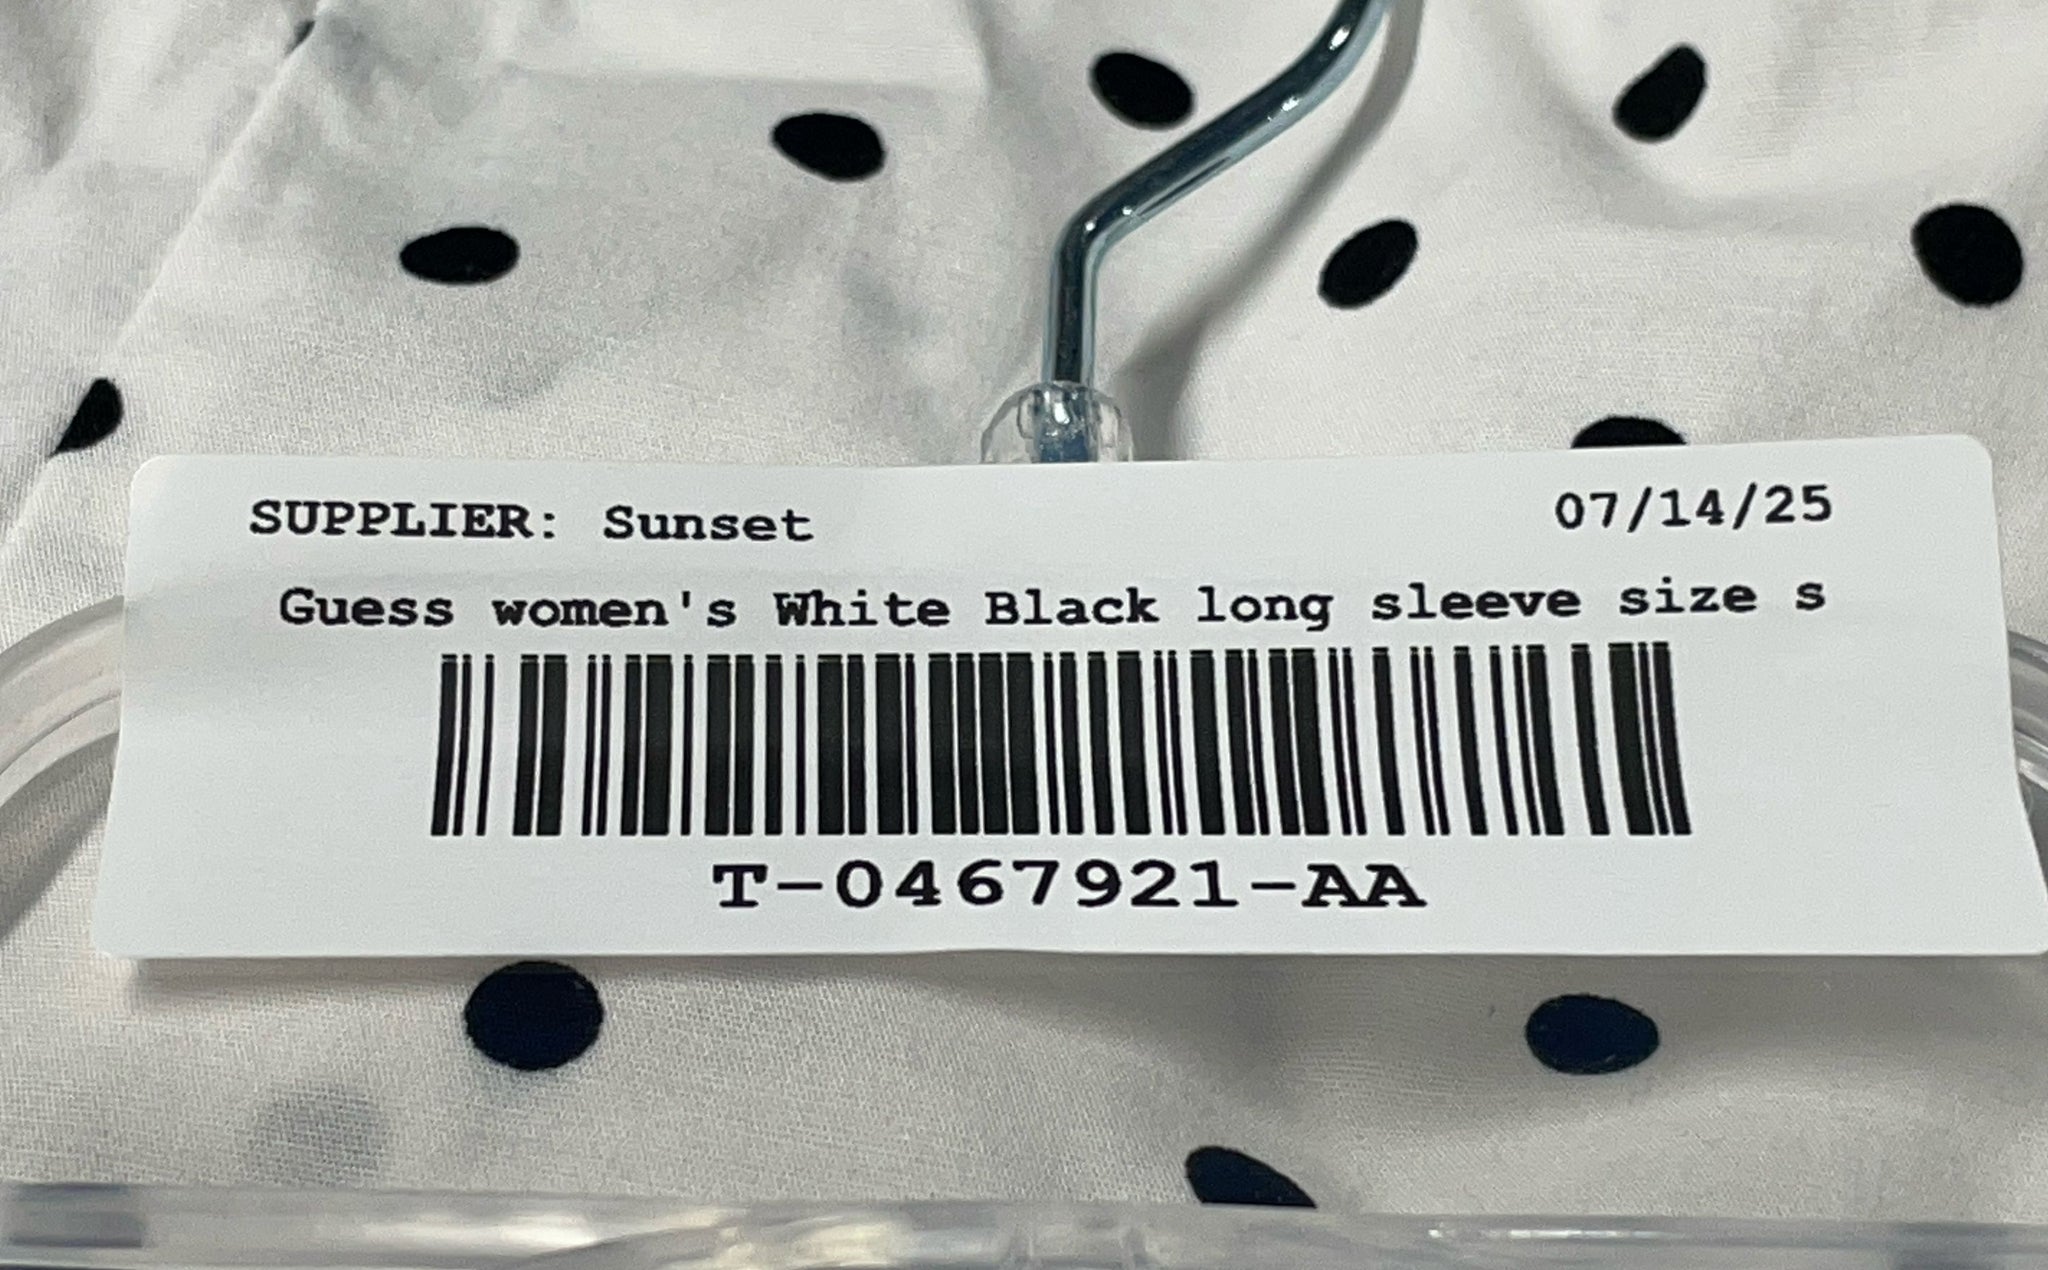 SUPPLIER: Sunset 07/14/25
Guess women's White Black long sleeve size s
T-0467921-AA